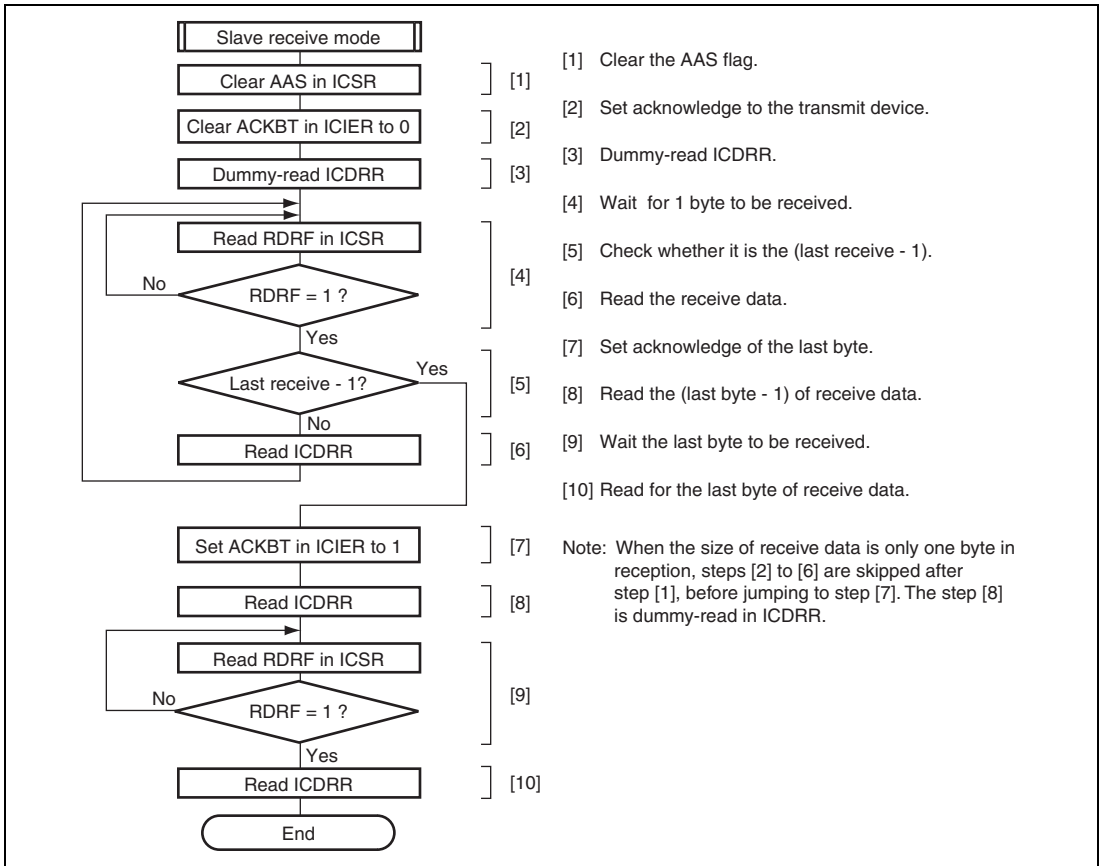 Slave receive mode
Clear AAS in ICSR
[1]
Clear ACKBT in ICIER to 0
[2]
Dummy-read ICDRR
[3]
Read RDRF in ICSR
No
RDRF = 1 ?
[4]
Yes
Last receive - 1?
Yes
[5]
No
Read ICDRR
[6]
Set ACKBT in ICIER to 1
[7]
Read ICDRR
[8]
Read RDRF in ICSR
No
RDRF = 1 ?
[9]
Yes
Read ICDRR
[10]
End
[1] Clear the AAS flag.
[2] Set acknowledge to the transmit device.
[3] Dummy-read ICDRR.
[4] Wait for 1 byte to be received.
[5] Check whether it is the (last receive - 1).
[6] Read the receive data.
[7] Set acknowledge of the last byte.
[8] Read the (last byte - 1) of receive data.
[9] Wait the last byte to be received.
[10] Read for the last byte of receive data.
Note: When the size of receive data is only one byte in
reception, steps [2] to [6] are skipped after
step [1], before jumping to step [7]. The step [8]
is dummy-read in ICDRR.